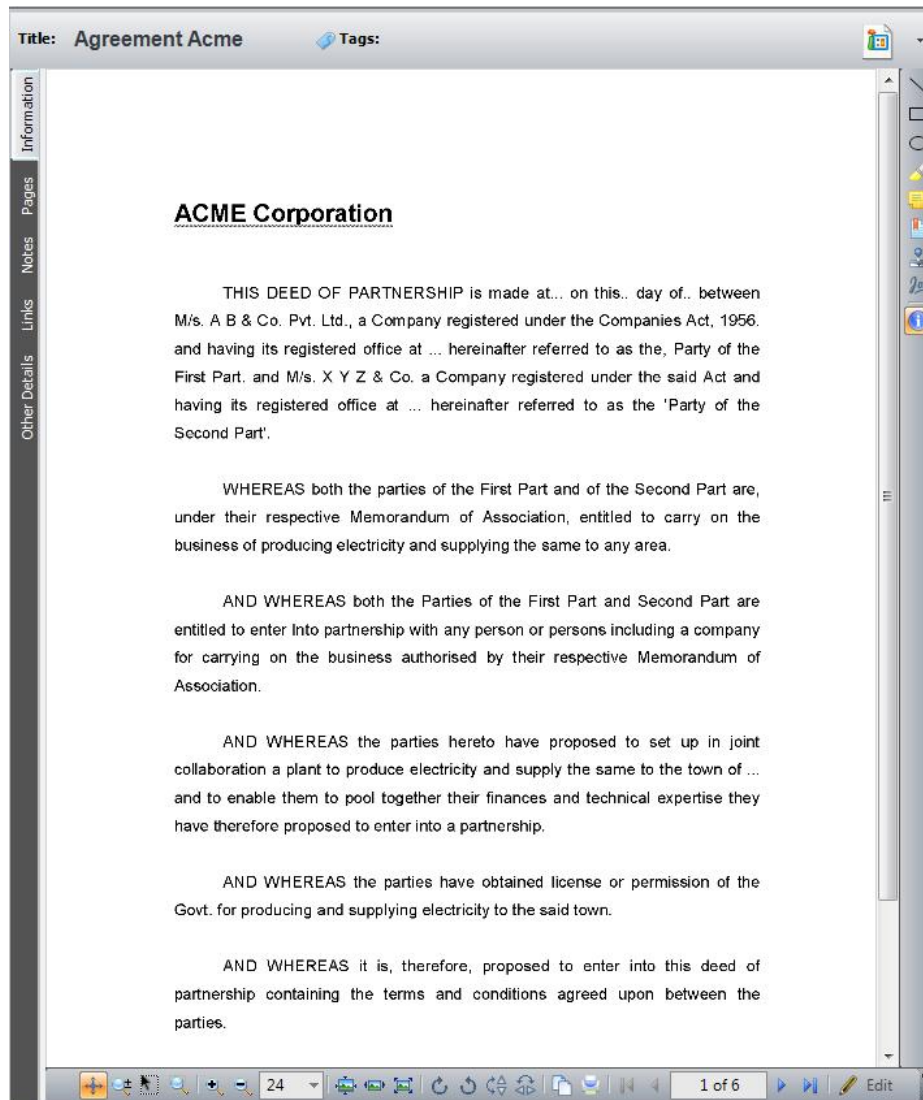 Title: Agreement Acme Tags:
Information
Pages
Notes
Links
Other Details
ACME Corporation
THIS DEED OF PARTNERSHIP is made at... on this.. day of.. between
M/s. A B & Co. Pvt. Ltd., a Company registered under the Companies Act, 1956.
and having its registered office at ... hereinafter referred to as the, Party of the
First Part. and M/s. X Y Z & Co. a Company registered under the said Act and
having its registered office at ... hereinafter referred to as the 'Party of the
Second Part'.
WHEREAS both the parties of the First Part and of the Second Part are,
under their respective Memorandum of Association, entitled to carry on the
business of producing electricity and supplying the same to any area.
AND WHEREAS both the Parties of the First Part and Second Part are
entitled to enter Into partnership with any person or persons including a company
for carrying on the business authorised by their respective Memorandum of
Association.
AND WHEREAS the parties hereto have proposed to set up in joint
collaboration a plant to produce electricity and supply the same to the town of ...
and to enable them to pool together their finances and technical expertise they
have therefore proposed to enter into a partnership.
AND WHEREAS the parties have obtained license or permission of the
Govt. for producing and supplying electricity to the said town.
AND WHEREAS it is, therefore, proposed to enter into this deed of
partnership containing the terms and conditions agreed upon between the
parties.
24 1 of 6 Edit